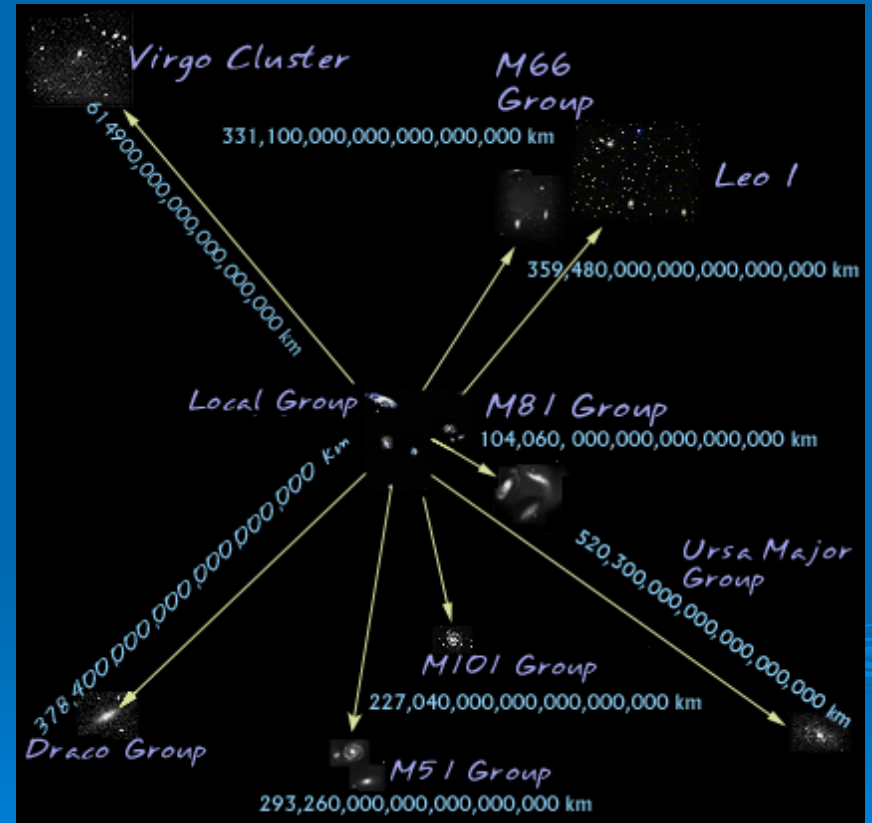 Virgo Cluster
M66
Group
331,100,000,000,000,000,000 km
Leo I
614900,000,000,000,000,000 km
359,480,000,000,000,000,000 km
Local Group
M81 Group
104,060, 000,000,000,000,000 km
378,400,000,000,000,000,000 Km
520,300,000,000,000,000,000 km
Ursa Major
Group
M101 Group
227,040,000,000,000,000,000 km
Draco Group
M51 Group
293,260,000,000,000,000,000 km